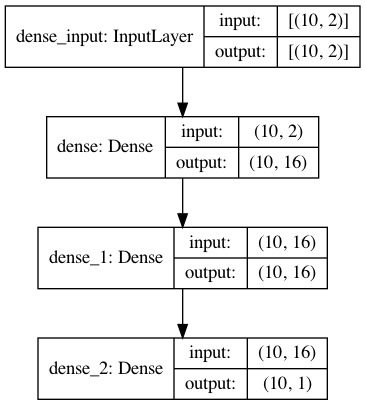 dense_input: InputLayer
input: [(10, 2)]
output: [(10, 2)]
dense: Dense
input: (10, 2)
output: (10, 16)
dense_1: Dense
input: (10, 16)
output: (10, 16)
dense_2: Dense
input: (10, 16)
output: (10, 1)